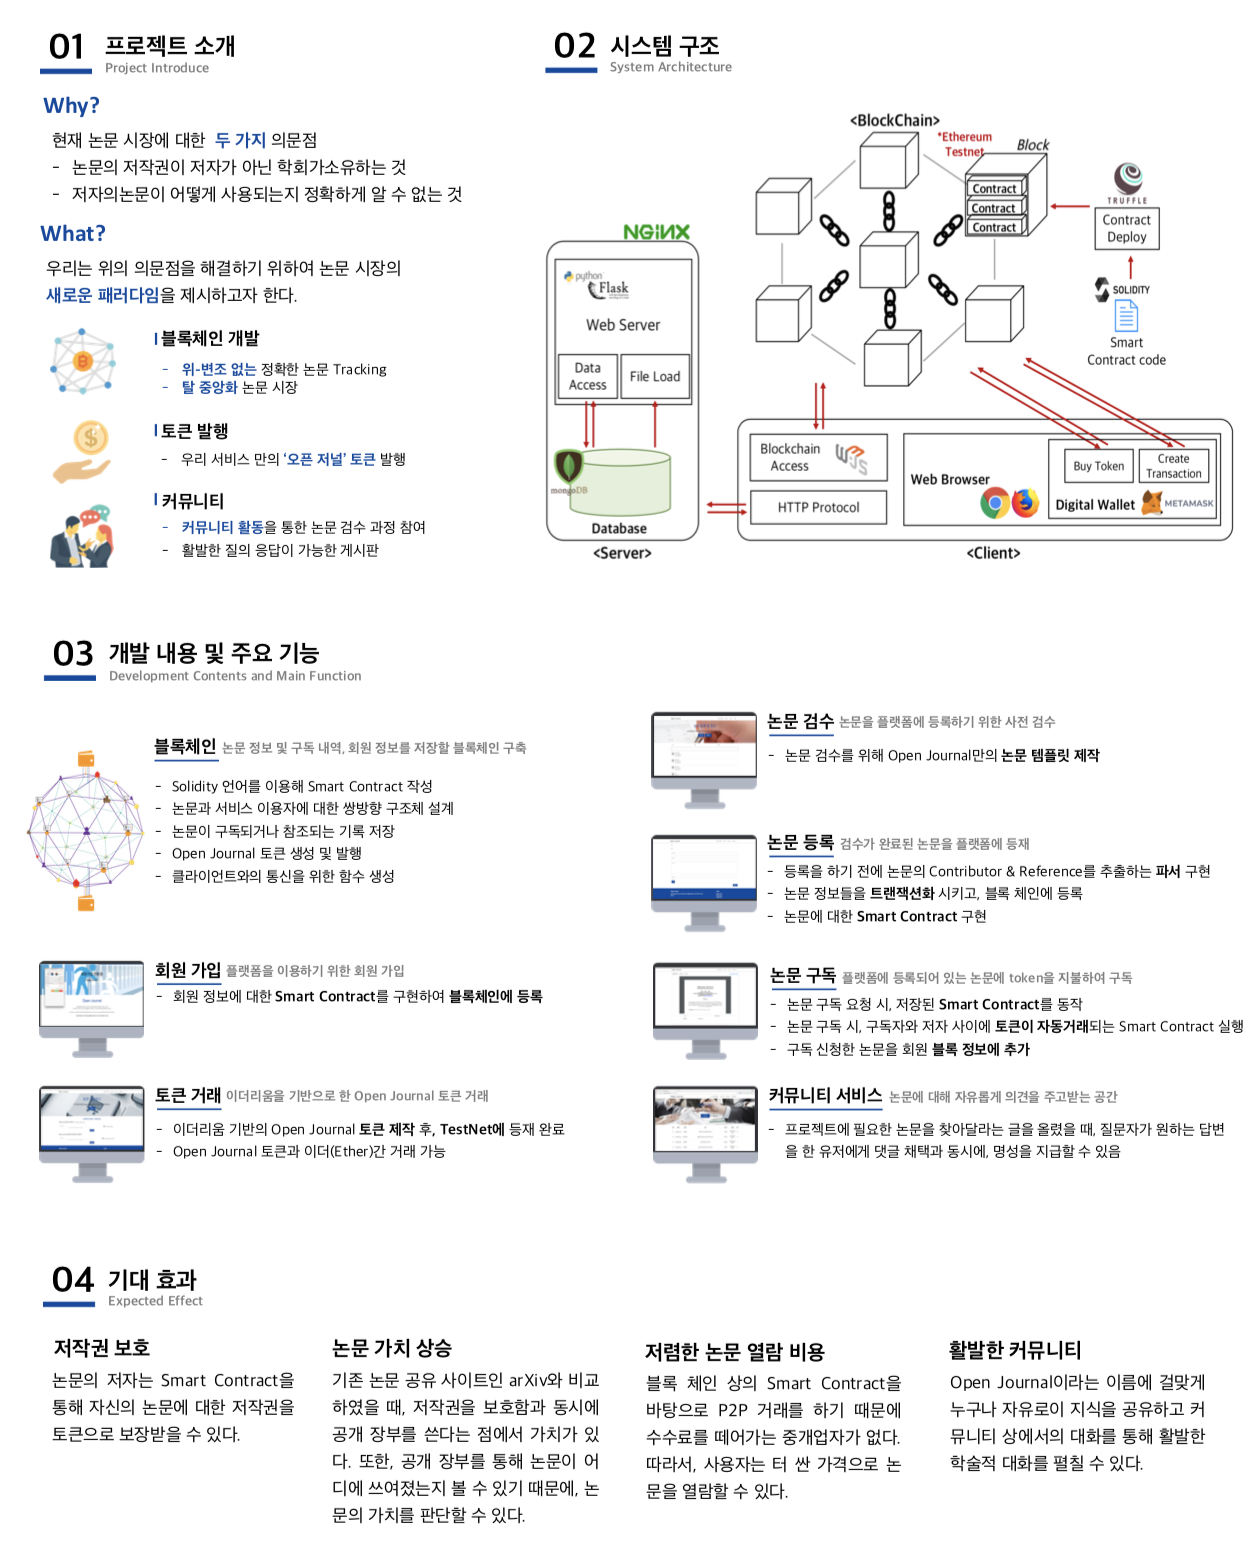 01 프로젝트 소개
Project Introduce
Why?
현재 논문 시장에 대한 두 가지 의문점
- 논문의 저작권이 저자가 아닌 학회가소유하는 것
- 저자의논문이 어떻게 사용되는지 정확하게 알 수 없는 것
What?
우리는 위의 의문점을 해결하기 위하여 논문 시장의
새로운 패러다임을 제시하고자 한다.
블록체인 개발
- 위-변조 없는 정확한 논문 Tracking
- 탈 중앙화 논문 시장
토큰 발행
- 우리 서비스 만의 ‘오픈 저널’ 토큰 발행
커뮤니티
- 커뮤니티 활동을 통한 논문 검수 과정 참여
- 활발한 질의 응답이 가능한 게시판
02 시스템 구조
System Architecture
<BlockChain>
*Ethereum
Testnet
Block
Contract
Contract
Contract
TRUFFLE
Contract
Deploy
SOLIDITY
Smart
Contract code
NGiNX
python
Flask
Web Server
Data
Access
File Load
mongoDB
Database
<Server>
Blockchain
Access
W3JS
HTTP Protocol
Web Browser
Buy Token
Create
Transaction
Digital Wallet
METAMASK
<Client>
03 개발 내용 및 주요 기능
Development Contents and Main Function
블록체인 논문 정보 및 구독 내역, 회원 정보를 저장할 블록체인 구축
- Solidity 언어를 이용해 Smart Contract 작성
- 논문과 서비스 이용자에 대한 쌍방향 구조체 설계
- 논문이 구독되거나 참조되는 기록 저장
- Open Journal 토큰 생성 및 발행
- 클라이언트와의 통신을 위한 함수 생성
회원 가입 플랫폼을 이용하기 위한 회원 가입
- 회원 정보에 대한 Smart Contract를 구현하여 블록체인에 등록
토큰 거래 이더리움을 기반으로 한 Open Journal 토큰 거래
- 이더리움 기반의 Open Journal 토큰 제작 후, TestNet에 등재 완료
- Open Journal 토큰과 이더(Ether)간 거래 가능
논문 검수 논문을 플랫폼에 등록하기 위한 사전 검수
- 논문 검수를 위해 Open Journal만의 논문 템플릿 제작
논문 등록 검수가 완료된 논문을 플랫폼에 등재
- 등록을 하기 전에 논문의 Contributor & Reference를 추출하는 파서 구현
- 논문 정보들을 트랜잭션화 시키고, 블록 체인에 등록
- 논문에 대한 Smart Contract 구현
논문 구독 플랫폼에 등록되어 있는 논문에 token을 지불하여 구독
- 논문 구독 요청 시, 저장된 Smart Contract를 동작
- 논문 구독 시, 구독자와 저자 사이에 토큰이 자동거래되는 Smart Contract 실행
- 구독 신청한 논문을 회원 블록 정보에 추가
커뮤니티 서비스 논문에 대해 자유롭게 의견을 주고받는 공간
- 프로젝트에 필요한 논문을 찾아달라는 글을 올렸을 때, 질문자가 원하는 답변
을 한 유저에게 댓글 채택과 동시에, 명성을 지급할 수 있음
04 기대 효과
Expected Effect
저작권 보호
논문의 저자는 Smart Contract을
통해 자신의 논문에 대한 저작권을
토큰으로 보장받을 수 있다.
논문 가치 상승
기존 논문 공유 사이트인 arXiv와 비교
하였을 때, 저작권을 보호함과 동시에
공개 장부를 쓴다는 점에서 가치가 있
다. 또한, 공개 장부를 통해 논문이 어
디에 쓰여졌는지 볼 수 있기 때문에, 논
문의 가치를 판단할 수 있다.
저렴한 논문 열람 비용
블록 체인 상의 Smart Contract을
바탕으로 P2P 거래를 하기 때문에
수수료를 떼어가는 중개업자가 없다.
따라서, 사용자는 터 싼 가격으로 논
문을 열람할 수 있다.
활발한 커뮤니티
Open Journal이라는 이름에 걸맞게
누구나 자유로이 지식을 공유하고 커
뮤니티 상에서의 대화를 통해 활발한
학술적 대화를 펼칠 수 있다.